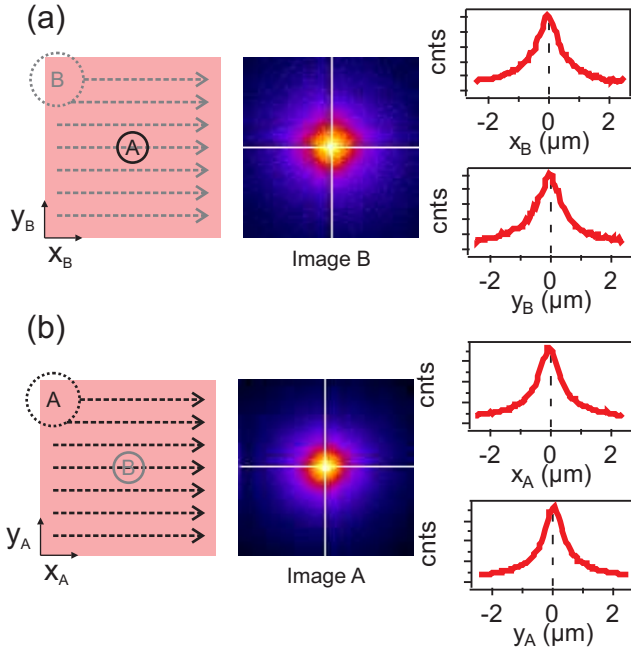 (a)
B
A
y_B
x_B
Image B
cnts
-2 0 2
x_B (µm)
cnts
-2 0 2
y_B (µm)
(b)
A
B
y_A
x_A
Image A
cnts
-2 0 2
x_A (µm)
cnts
-2 0 2
y_A (µm)